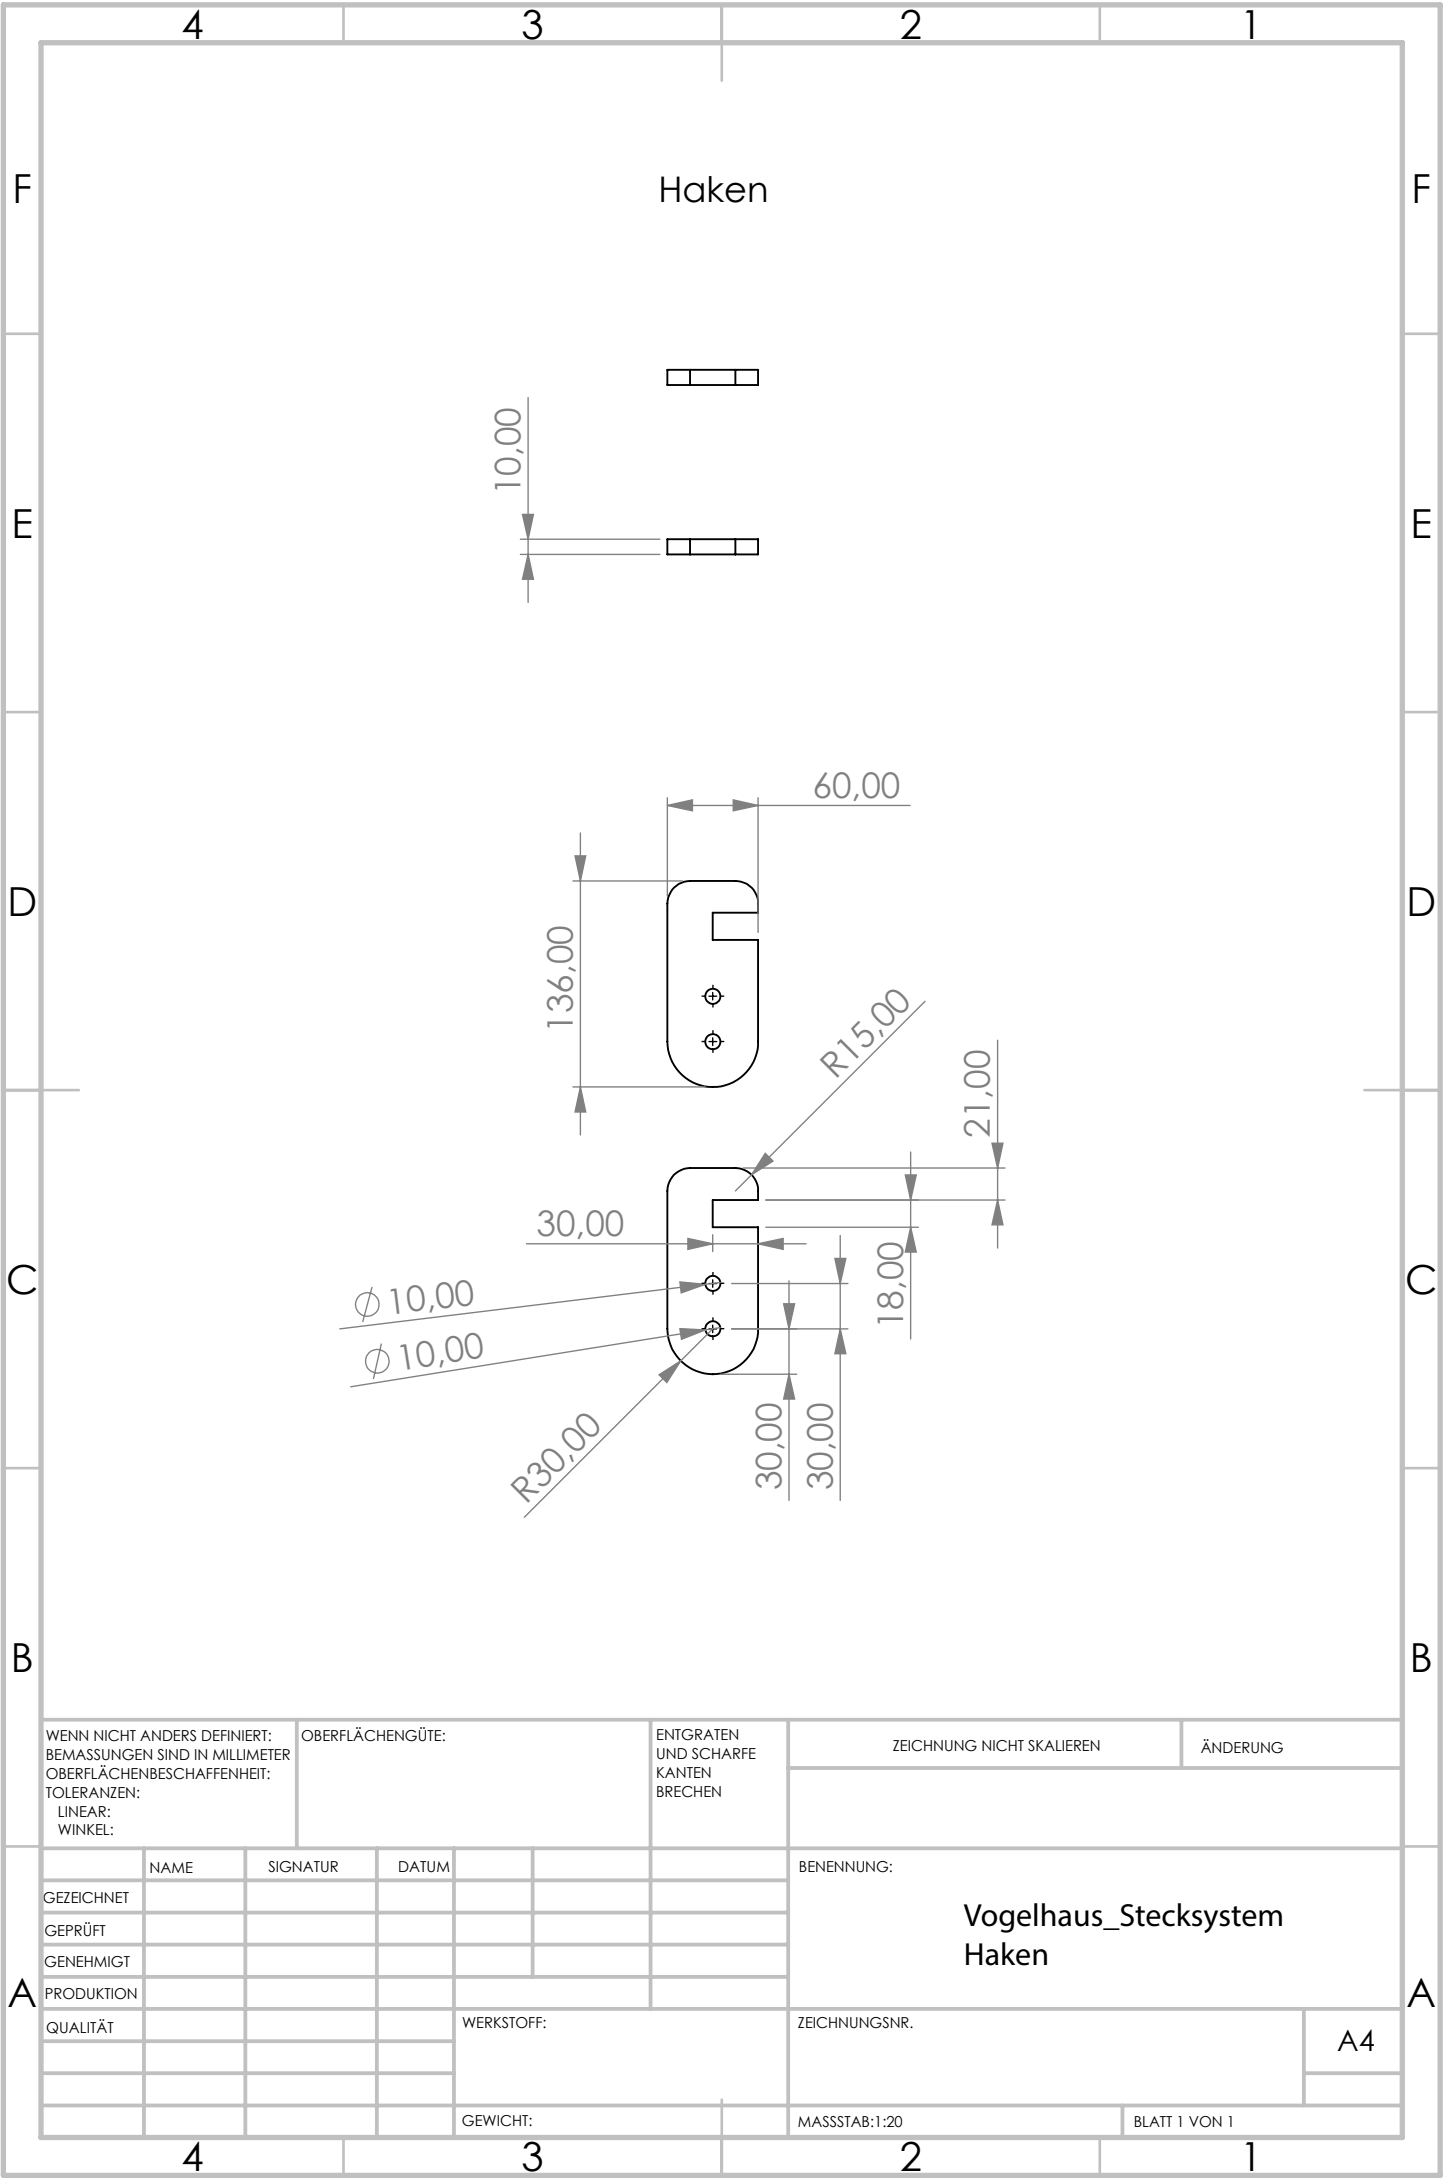 4 3 2 1
F Haken F
10,00
E E
60,00
D D
136,00
R15,00
21,00
30,00
18,00
C C
⌀ 10,00
⌀ 10,00
R30,00
30,00
30,00
B B
WENN NICHT ANDERS DEFINIERT:
BEMASSUNGEN SIND IN MILLIMETER
OBERFLÄCHENBESCHAFFENHEIT:
TOLERANZEN:
LINEAR:
WINKEL:
OBERFLÄCHENGÜTE:
ENTGRATEN
UND SCHARFE
KANTEN
BRECHEN
ZEICHNUNG NICHT SKALIEREN
ÄNDERUNG
NAME SIGNATUR DATUM
GEZEICHNET
GEPRÜFT
GENEHMIGT
PRODUKTION
QUALITÄT
BENENNUNG:
Vogelhaus_Stecksystem
Haken
A A
WERKSTOFF:
ZEICHNUNGSNR.
A4
GEWICHT:
MASSSTAB:1:20
BLATT 1 VON 1
4 3 2 1